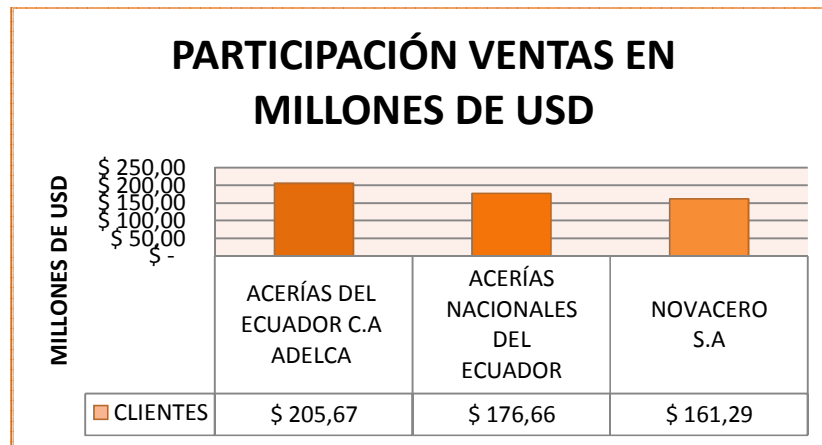 PARTICIPACIÓN VENTAS EN
MILLONES DE USD
MILLONES DE USD
$ 250,00
$ 200,00
$ 150,00
$ 100,00
$ 50,00
$ -
ACERÍAS DEL
ECUADOR C.A
ADELCA
ACERÍAS
NACIONALES
DEL
ECUADOR
NOVACERO
S.A
CLIENTES
$ 205,67
$ 176,66
$ 161,29